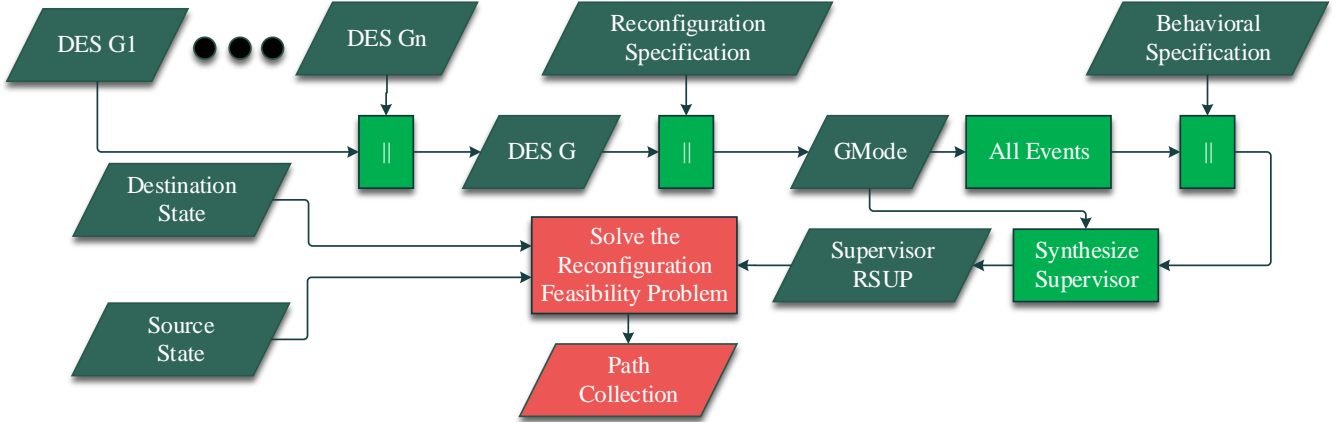 DES G1
DES Gn
Reconfiguration
Specification
Behavioral
Specification
||
DES G
||
GMode
All Events
||
Destination
State
Solve the
Reconfiguration
Feasibility Problem
Supervisor
RSUP
Synthesize
Supervisor
Source
State
Path
Collection